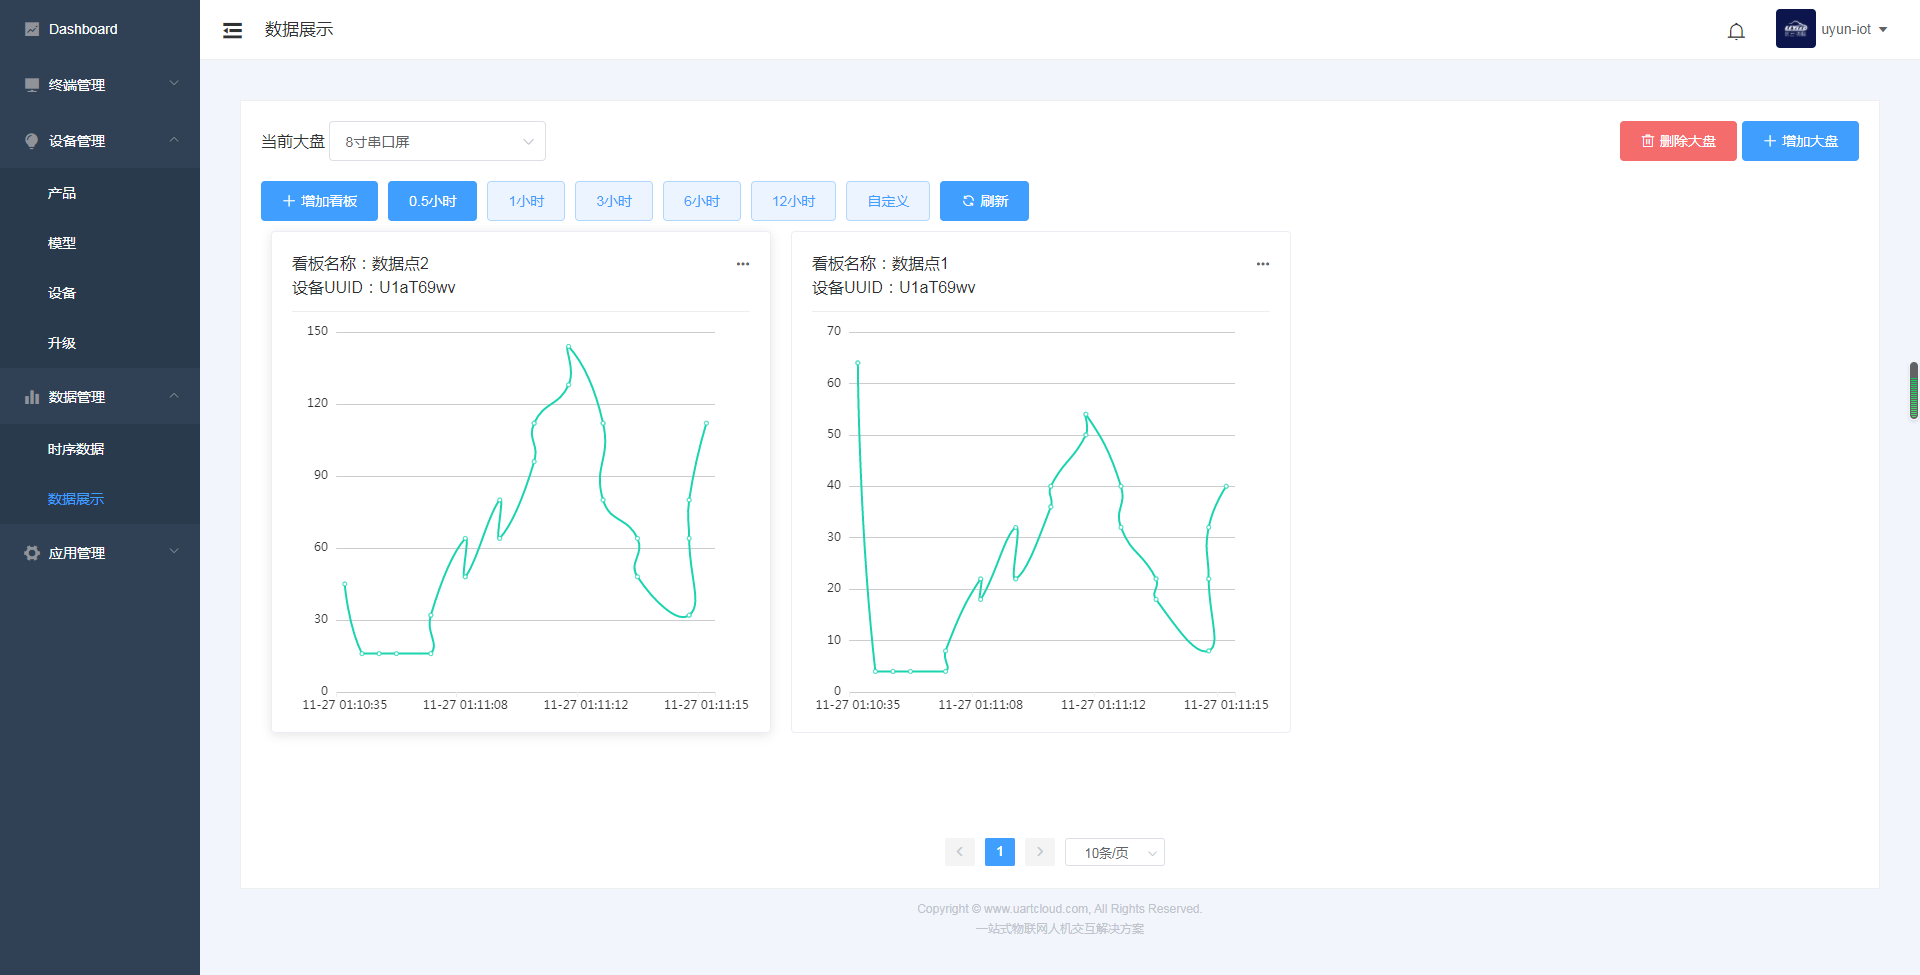 Dashboard
终端管理
设备管理
产品
模型
设备
升级
数据管理
时序数据
数据展示
应用管理
数据展示
uyun-iot
当前大盘
8寸串口屏
删除大盘
增加大盘
增加看板
0.5小时
1小时
3小时
6小时
12小时
自定义
刷新
看板名称：数据点2
设备UUID：U1aT69wv
150
120
90
60
30
0
11-27 01:10:35
11-27 01:11:08
11-27 01:11:12
11-27 01:11:15
看板名称：数据点1
设备UUID：U1aT69wv
70
60
50
40
30
20
10
0
11-27 01:10:35
11-27 01:11:08
11-27 01:11:12
11-27 01:11:15
1
10条/页
Copyright © www.uartcloud.com, All Rights Reserved.
一站式物联网人机交互解决方案